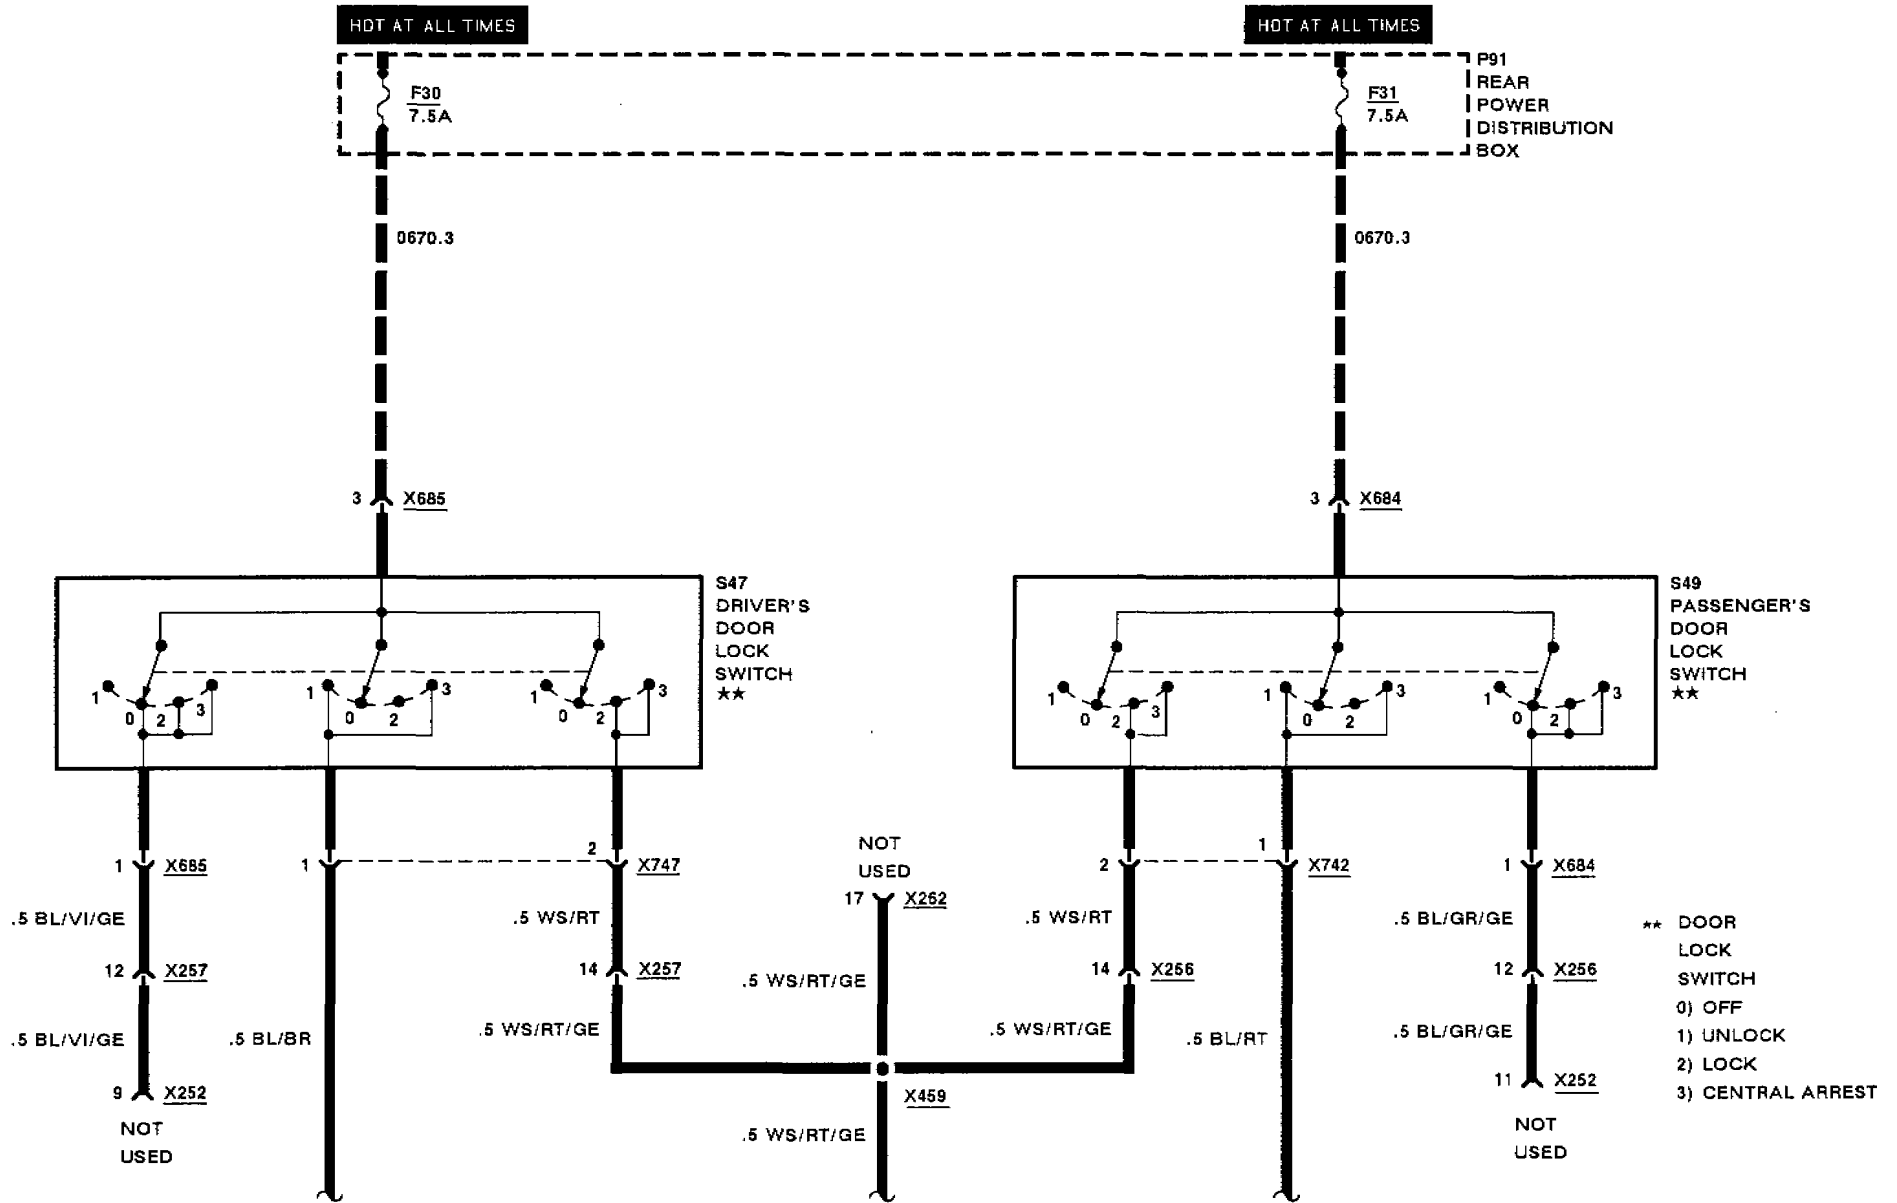 HOT AT ALL TIMES
HOT AT ALL TIMES
F30
7.5A
F31
7.5A
P91
REAR
POWER
DISTRIBUTION
BOX
0670.3
0670.3
3 X685
3 X684
S47
DRIVER'S
DOOR
LOCK
SWITCH
**
1 0 2 3
1 0 2 3
1 0 2 3
S49
PASSENGER'S
DOOR
LOCK
SWITCH
**
1 0 2 3
1 0 2 3
1 0 2 3
1 X685
1
2 X747
NOT
USED
17 X262
2
1 X742
1 X684
.5 BL/VI/GE
.5 WS/RT
.5 WS/RT
.5 BL/GR/GE
12 X257
14 X257
.5 WS/RT/GE
14 X256
12 X256
.5 BL/VI/GE
.5 BL/BR
.5 WS/RT/GE
.5 WS/RT/GE
.5 BL/RT
.5 BL/GR/GE
9 X252
NOT
USED
X459
.5 WS/RT/GE
11 X252
NOT
USED
** DOOR
LOCK
SWITCH
0) OFF
1) UNLOCK
2) LOCK
3) CENTRAL ARREST